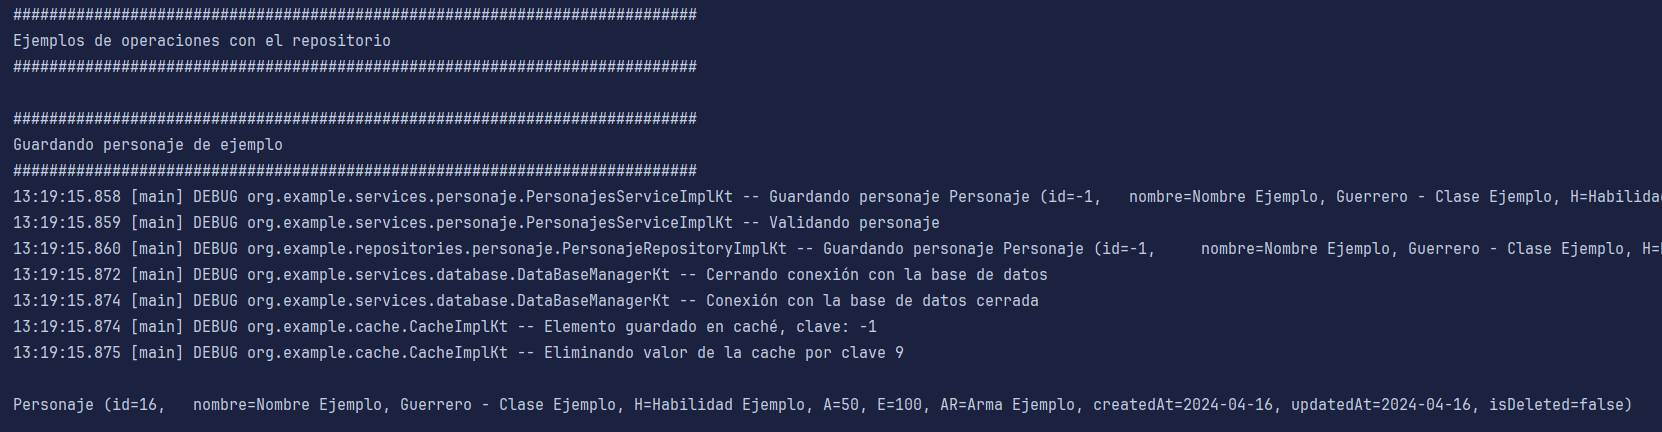 ############################################################################
Ejemplos de operaciones con el repositorio
############################################################################
############################################################################
Guardando personaje de ejemplo
############################################################################
13:19:15.858 [main] DEBUG org.example.services.personaje.PersonajesServiceImplKt -- Guardando personaje Personaje (id=-1,   nombre=Nombre Ejemplo, Guerrero - Clase Ejemplo, H=Habilidad
13:19:15.859 [main] DEBUG org.example.services.personaje.PersonajesServiceImplKt -- Validando personaje
13:19:15.860 [main] DEBUG org.example.repositories.personaje.PersonajeRepositoryImplKt -- Guardando personaje Personaje (id=-1,     nombre=Nombre Ejemplo, Guerrero - Clase Ejemplo, H=
13:19:15.872 [main] DEBUG org.example.services.database.DataBaseManagerKt -- Cerrando conexión con la base de datos
13:19:15.874 [main] DEBUG org.example.services.database.DataBaseManagerKt -- Conexión con la base de datos cerrada
13:19:15.874 [main] DEBUG org.example.cache.CacheImplKt -- Elemento guardado en caché, clave: -1
13:19:15.875 [main] DEBUG org.example.cache.CacheImplKt -- Eliminando valor de la cache por clave 9
Personaje (id=16,   nombre=Nombre Ejemplo, Guerrero - Clase Ejemplo, H=Habilidad Ejemplo, A=50, E=100, AR=Arma Ejemplo, createdAt=2024-04-16, updatedAt=2024-04-16, isDeleted=false)